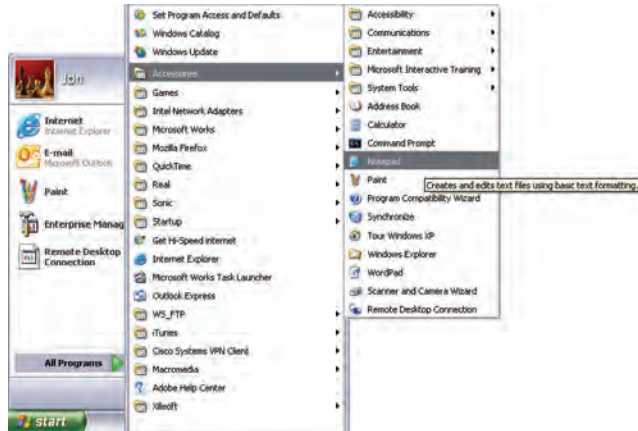 Jon
Internet
Internet Explorer
E-mail
Microsoft Outlook
Paint
Enterprise Manag
Remote Desktop
Connection
All Programs
start
Set Program Access and Defaults
Windows Catalog
Windows Update
Accessories
Games
Intel Network Adapters
Microsoft Works
Mozilla Firefox
QuickTime
Real
Sonic
Startup
Get Hi-Speed Internet
Internet Explorer
Microsoft Works Task Launcher
Outlook Express
WS_FTP
iTunes
Cisco Systems VPN Client
Macromedia
Adobe Help Center
Xilisoft
Accessibility
Communications
Entertainment
Microsoft Interactive Training
System Tools
Address Book
Calculator
Command Prompt
Notepad
Paint
Creates and edits text files using basic text formatting.
Program Compatibility Wizard
Synchronize
Tour Windows XP
Windows Explorer
WordPad
Scanner and Camera Wizard
Remote Desktop Connection